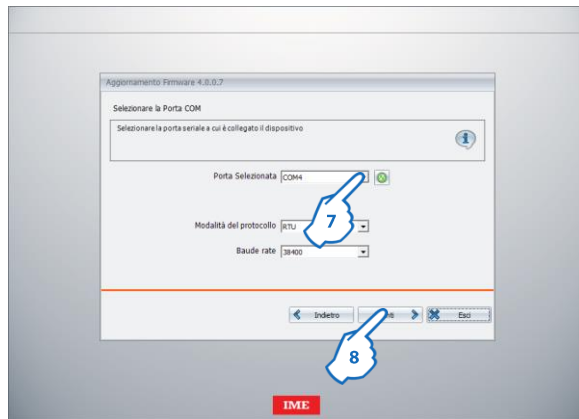 Aggiornamento Firmware 4.0.0.7
Selezionare la Porta COM
Selezionare la porta seriale a cui è collegato il dispositivo
Porta Selezionata COM4
7
Modalità del protocollo RTU
Baude rate 38400
Indietro Esci
8
IME